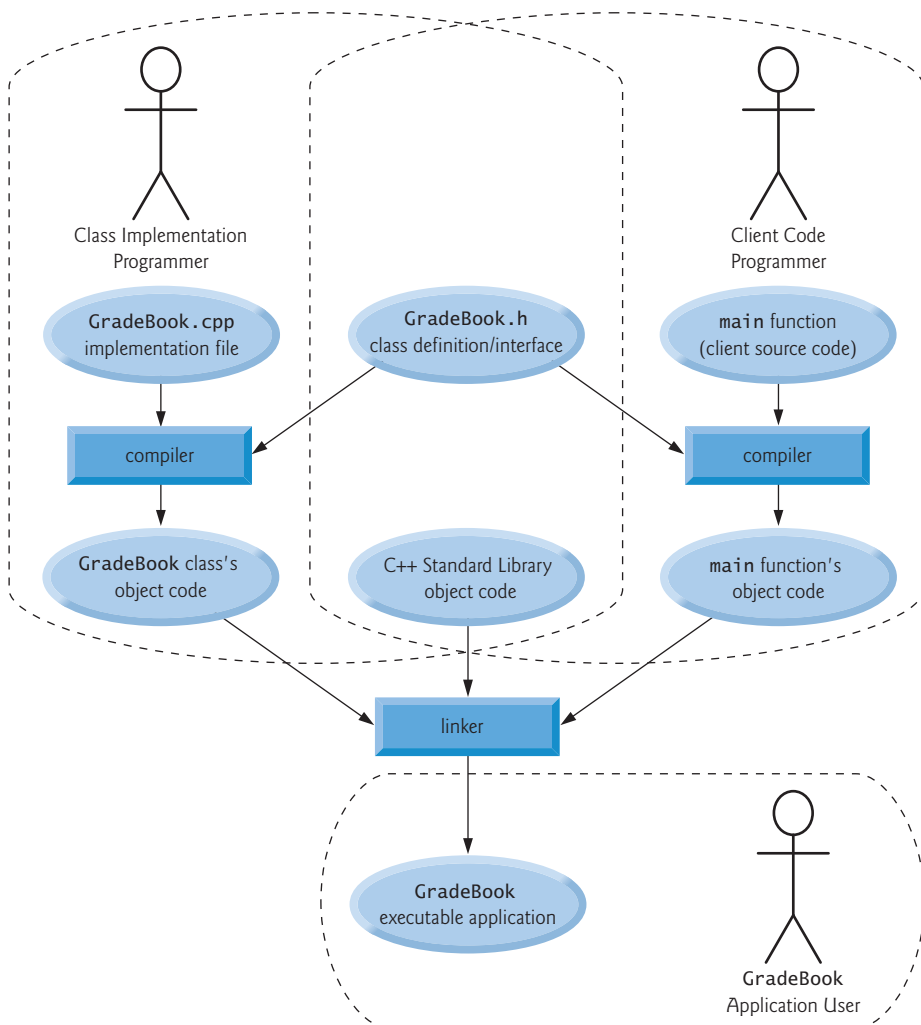 Class Implementation
Programmer
Client Code
Programmer
GradeBook.cpp
implementation file
GradeBook.h
class definition/interface
main function
(client source code)
compiler
compiler
GradeBook class's
object code
C++ Standard Library
object code
main function's
object code
linker
GradeBook
executable application
GradeBook
Application User